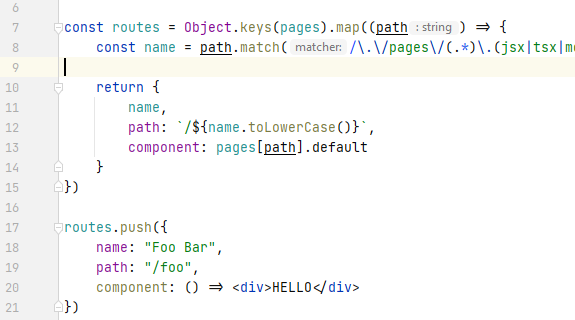 6
7 const routes = Object.keys(pages).map((path : string ) => {
8 const name = path.match( matcher: /\.\/pages\/(.*)\.(jsx|tsx|m
9
10 return {
11 name,
12 path: `/${name.toLowerCase()}`,
13 component: pages[path].default
14 }
15 })
16
17 routes.push({
18 name: "Foo Bar",
19 path: "/foo",
20 component: () => <div>HELLO</div>
21 })